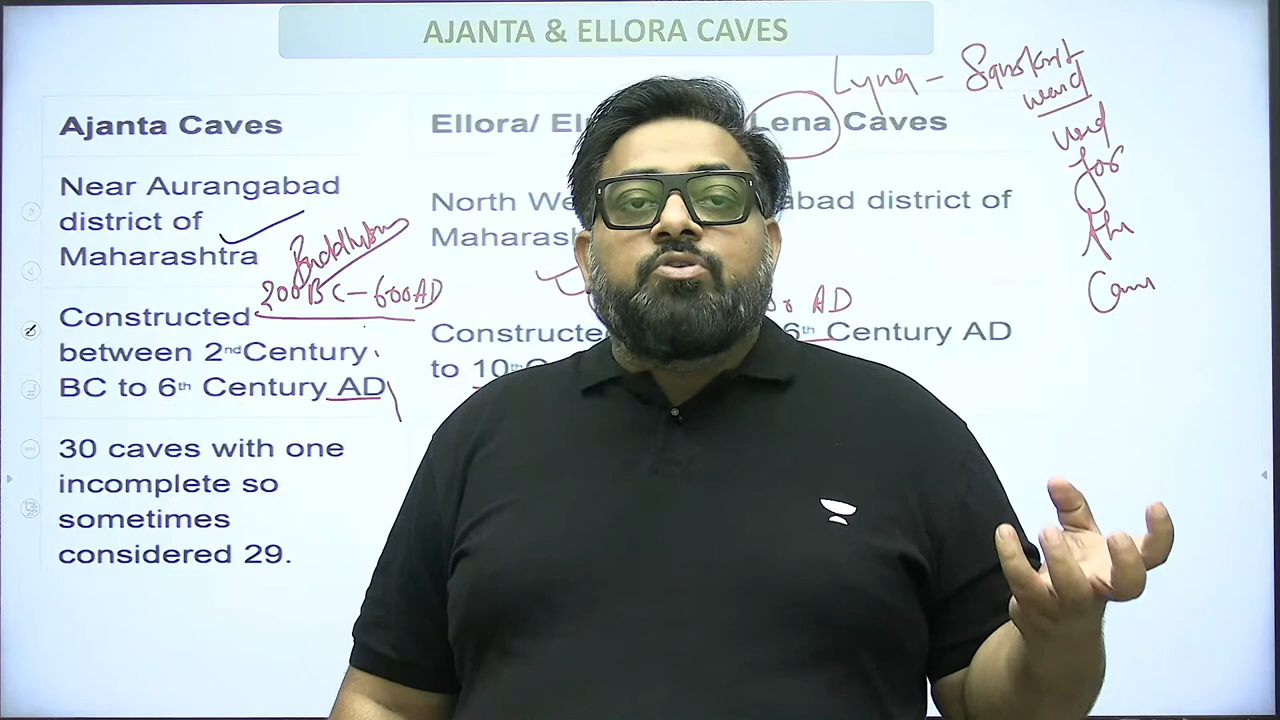 AJANTA & ELLORA CAVES
Lyna - Sanskrit
word
used
for
the
Caves
Ajanta Caves
Ellora/ El Lena Caves
Near Aurangabad
district of
Maharashtra
Buddhism
200 BC - 600 AD
North We abad district of
Maharash
Constructed
between 2nd Century
BC to 6th Century AD
AD
Constructe 6th Century AD
to 10th C
30 caves with one
incomplete so
sometimes
considered 29.